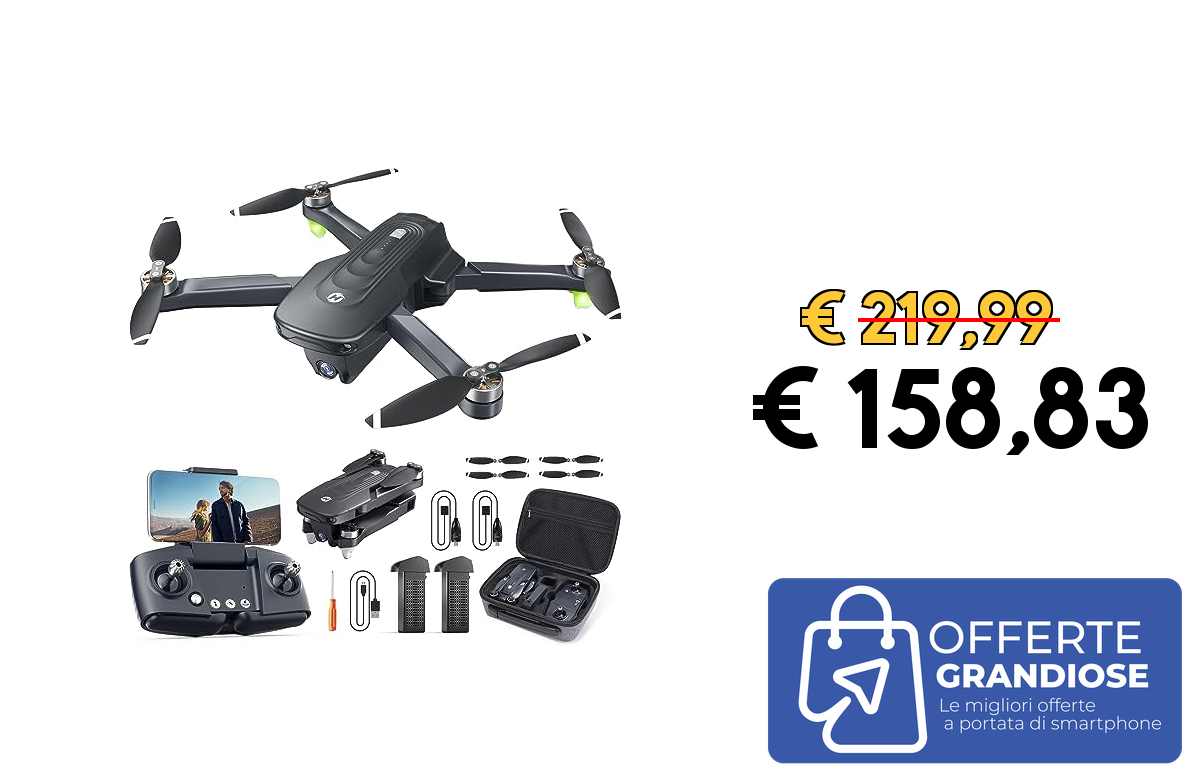 € 219,99
€ 158,83
OFFERTE
GRANDIOSE
Le migliori offerte
a portata di smartphone